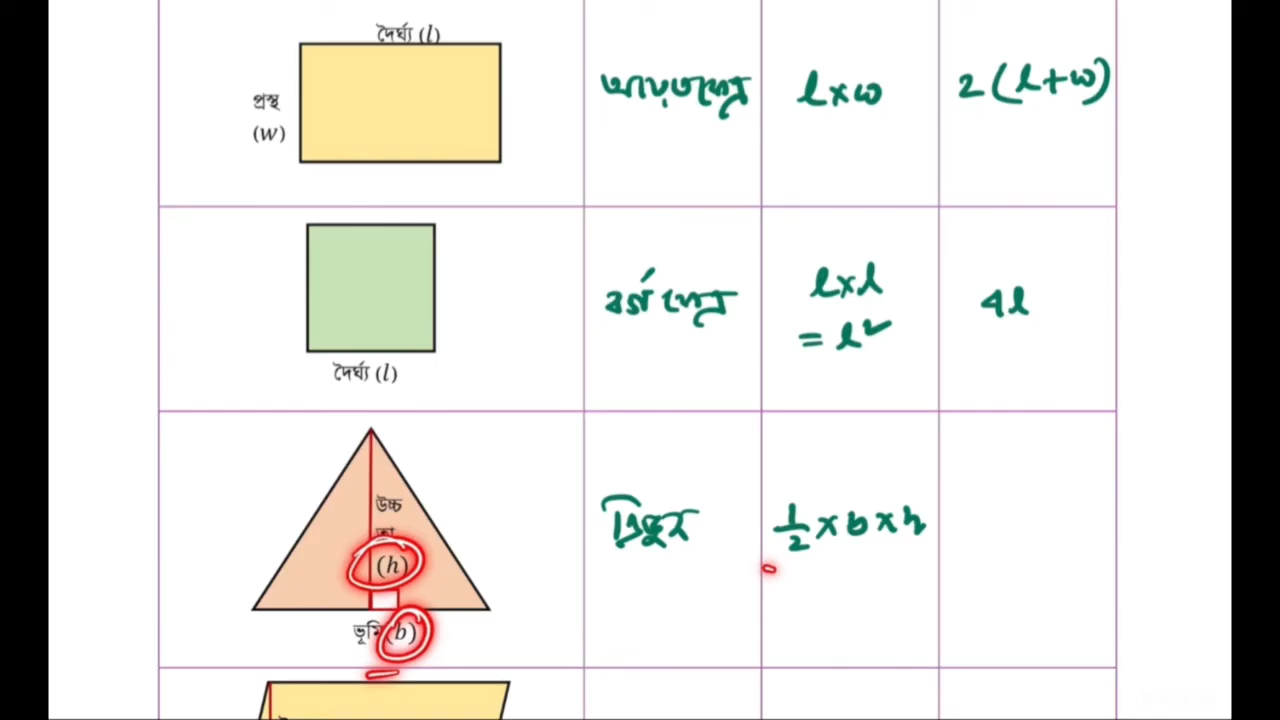 দৈর্ঘ্য (l)
প্রস্থ
(w)
আয়তক্ষেত্র
l×w
2(l+w)
দৈর্ঘ্য (l)
বর্গক্ষেত্র
l×l
= l²
4l
উচ্চ
তা
(h)
ভূমি(b)
ত্রিভুজ
1/2 × b × h